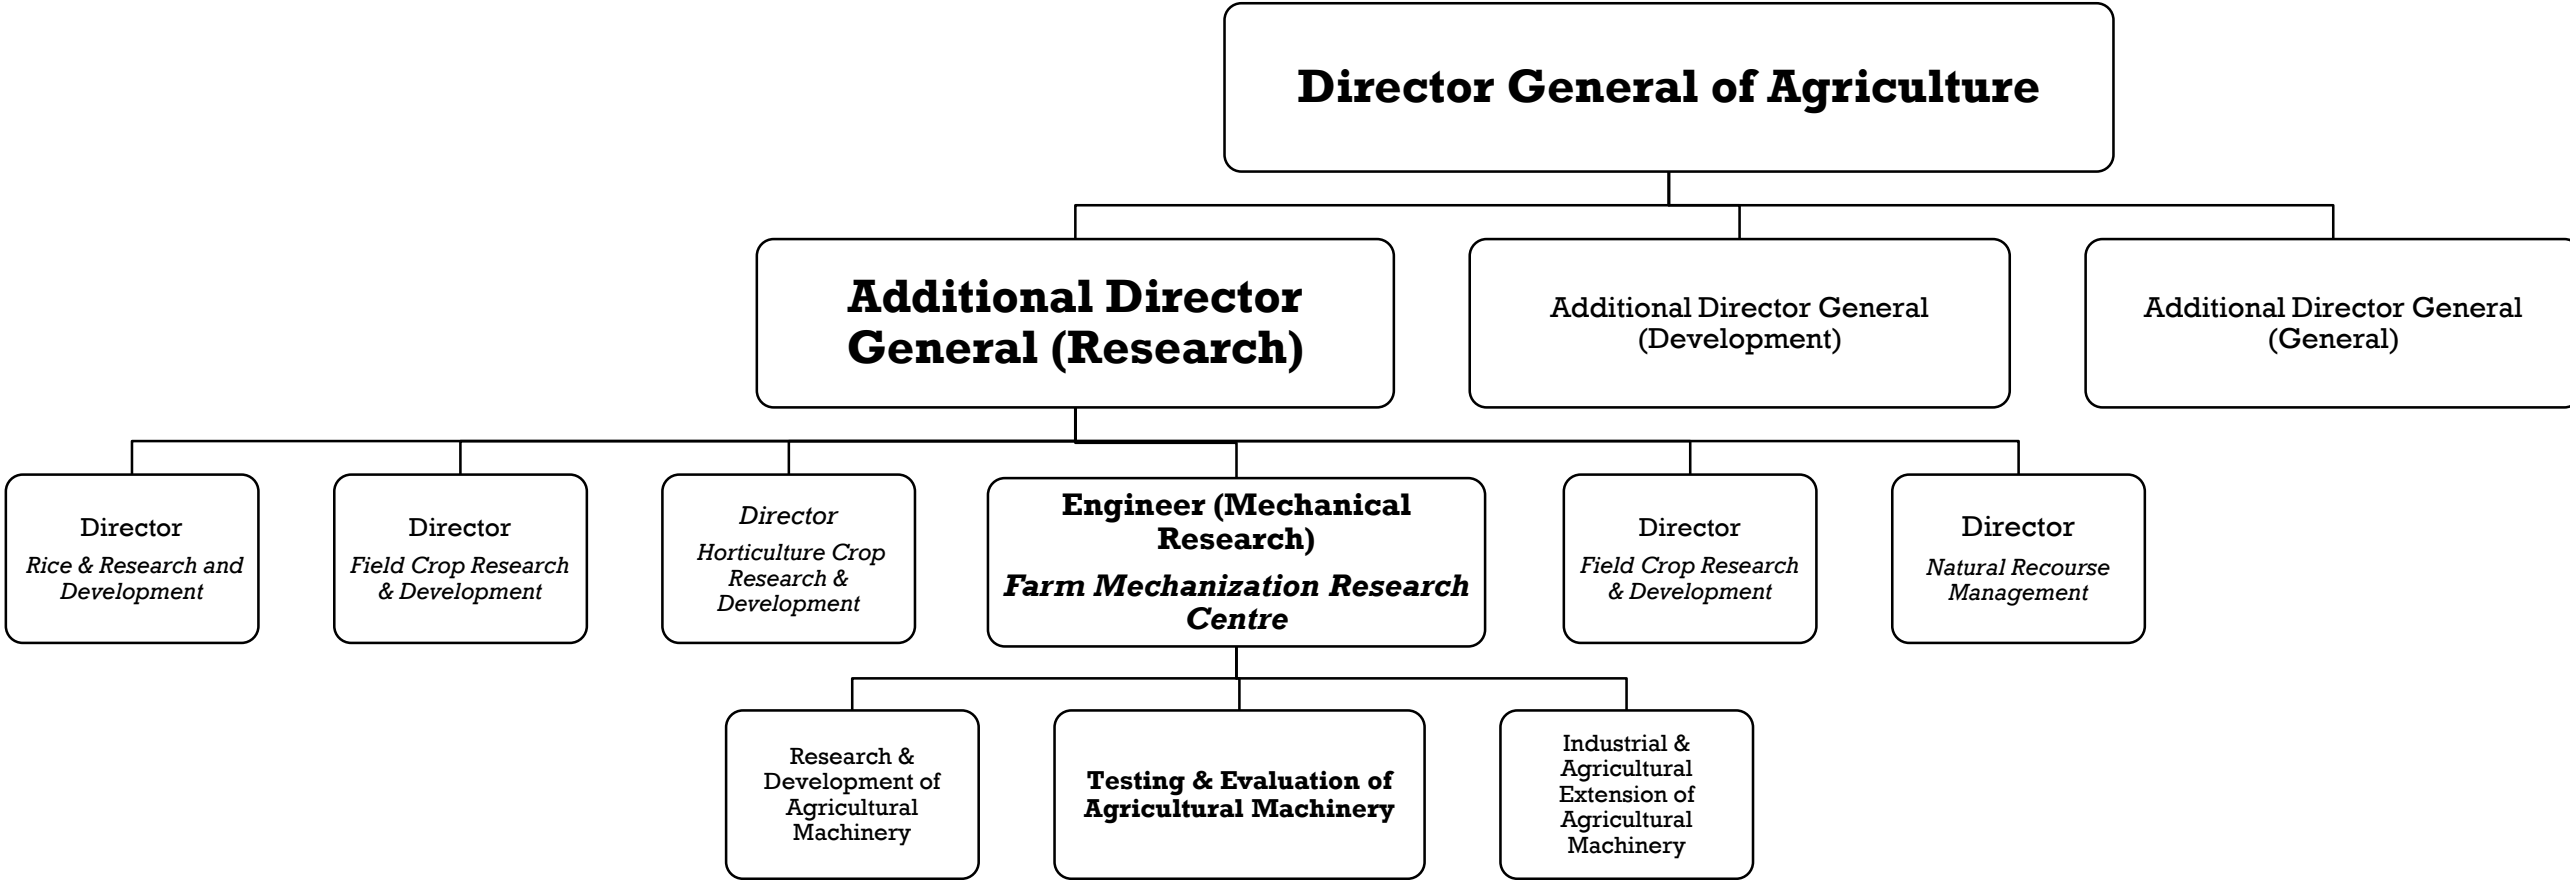 Director General of Agriculture
Additional Director
General (Research)
Additional Director General
(Development)
Additional Director General
(General)
Director
Rice & Research and
Development
Director
Field Crop Research
& Development
Director
Horticulture Crop
Research &
Development
Engineer (Mechanical
Research)
Farm Mechanization Research
Centre
Director
Field Crop Research
& Development
Director
Natural Recourse
Management
Research &
Development of
Agricultural
Machinery
Testing & Evaluation of
Agricultural Machinery
Industrial &
Agricultural
Extension of
Agricultural
Machinery